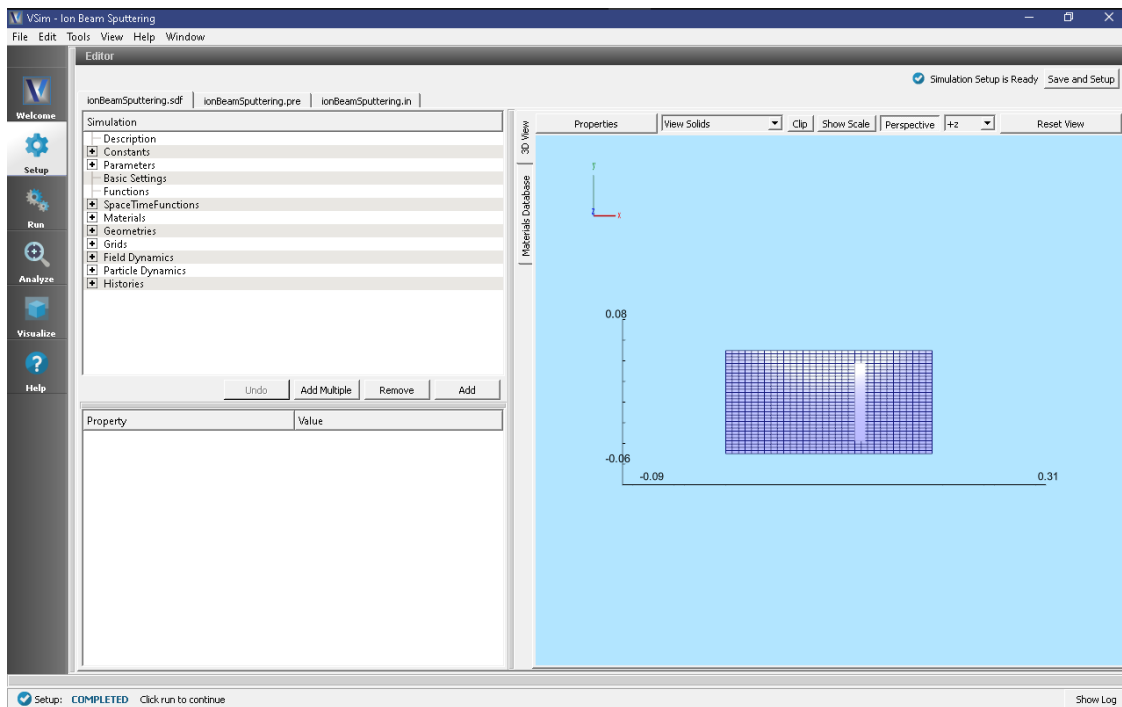 VSim - Ion Beam Sputtering
File Edit Tools View Help Window
Editor
Simulation Setup is Ready Save and Setup
Welcome
Setup
Run
Analyze
Visualize
Help
ionBeamSputtering.sdf ionBeamSputtering.pre ionBeamSputtering.in
Simulation
Description
Constants
Parameters
Basic Settings
Functions
SpaceTimeFunctions
Materials
Geometries
Grids
Field Dynamics
Particle Dynamics
Histories
Undo Add Multiple Remove Add
Property Value
3D View
Materials Database
Properties View Solids Clip Show Scale Perspective +z Reset View
Y
Z X
0.08
-0.06
-0.09 0.31
Setup: COMPLETED Click run to continue Show Log